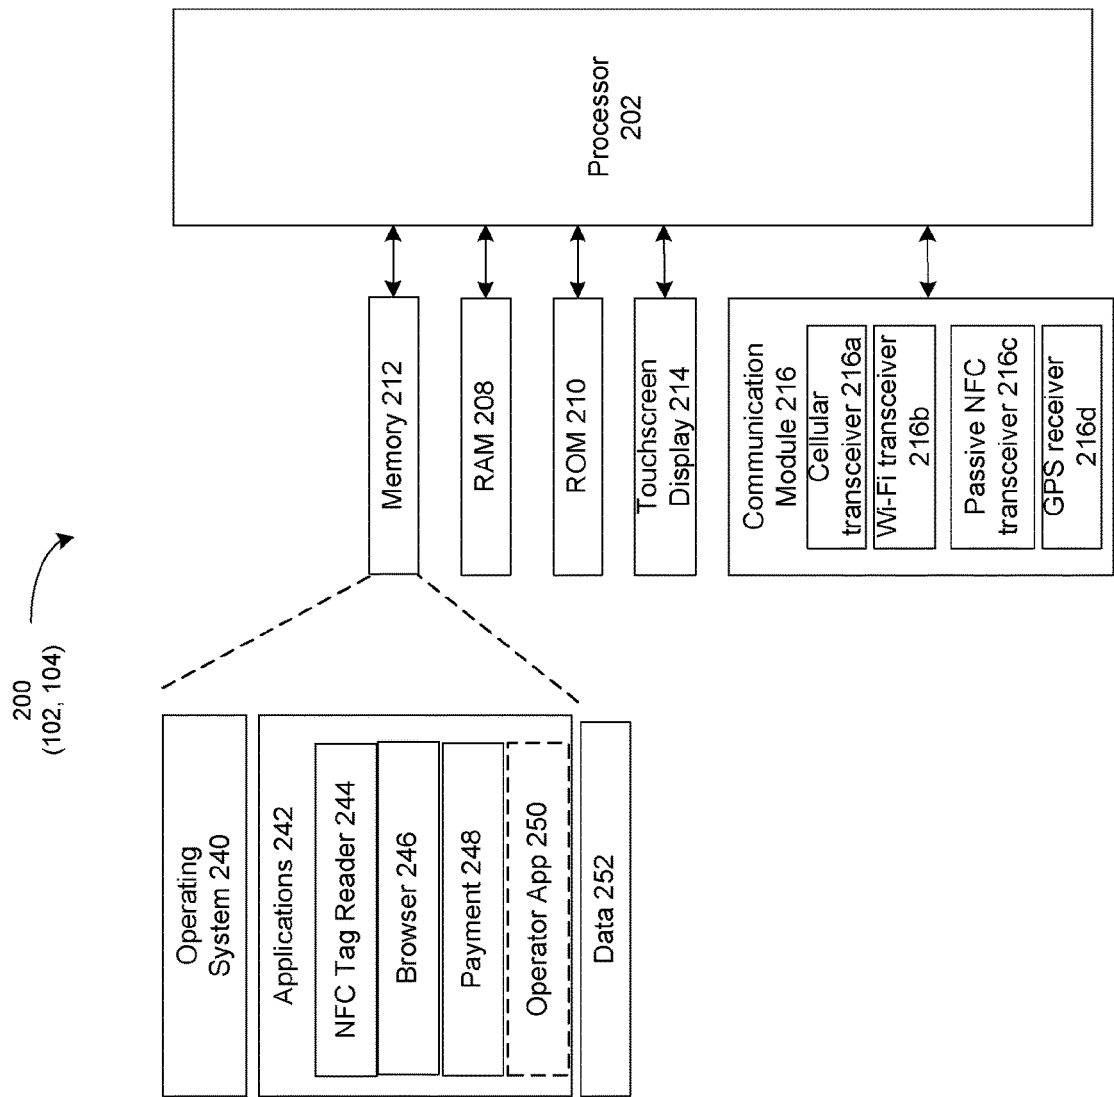 200
(102, 104)
Processor
202
Memory 212
RAM 208
ROM 210
Touchscreen
Display 214
Communication
Module 216
Cellular
transceiver 216a
Wi-Fi transceiver
216b
Passive NFC
transceiver 216c
GPS receiver
216d
Operating
System 240
Applications 242
NFC Tag Reader 244
Browser 246
Payment 248
Operator App 250
Data 252